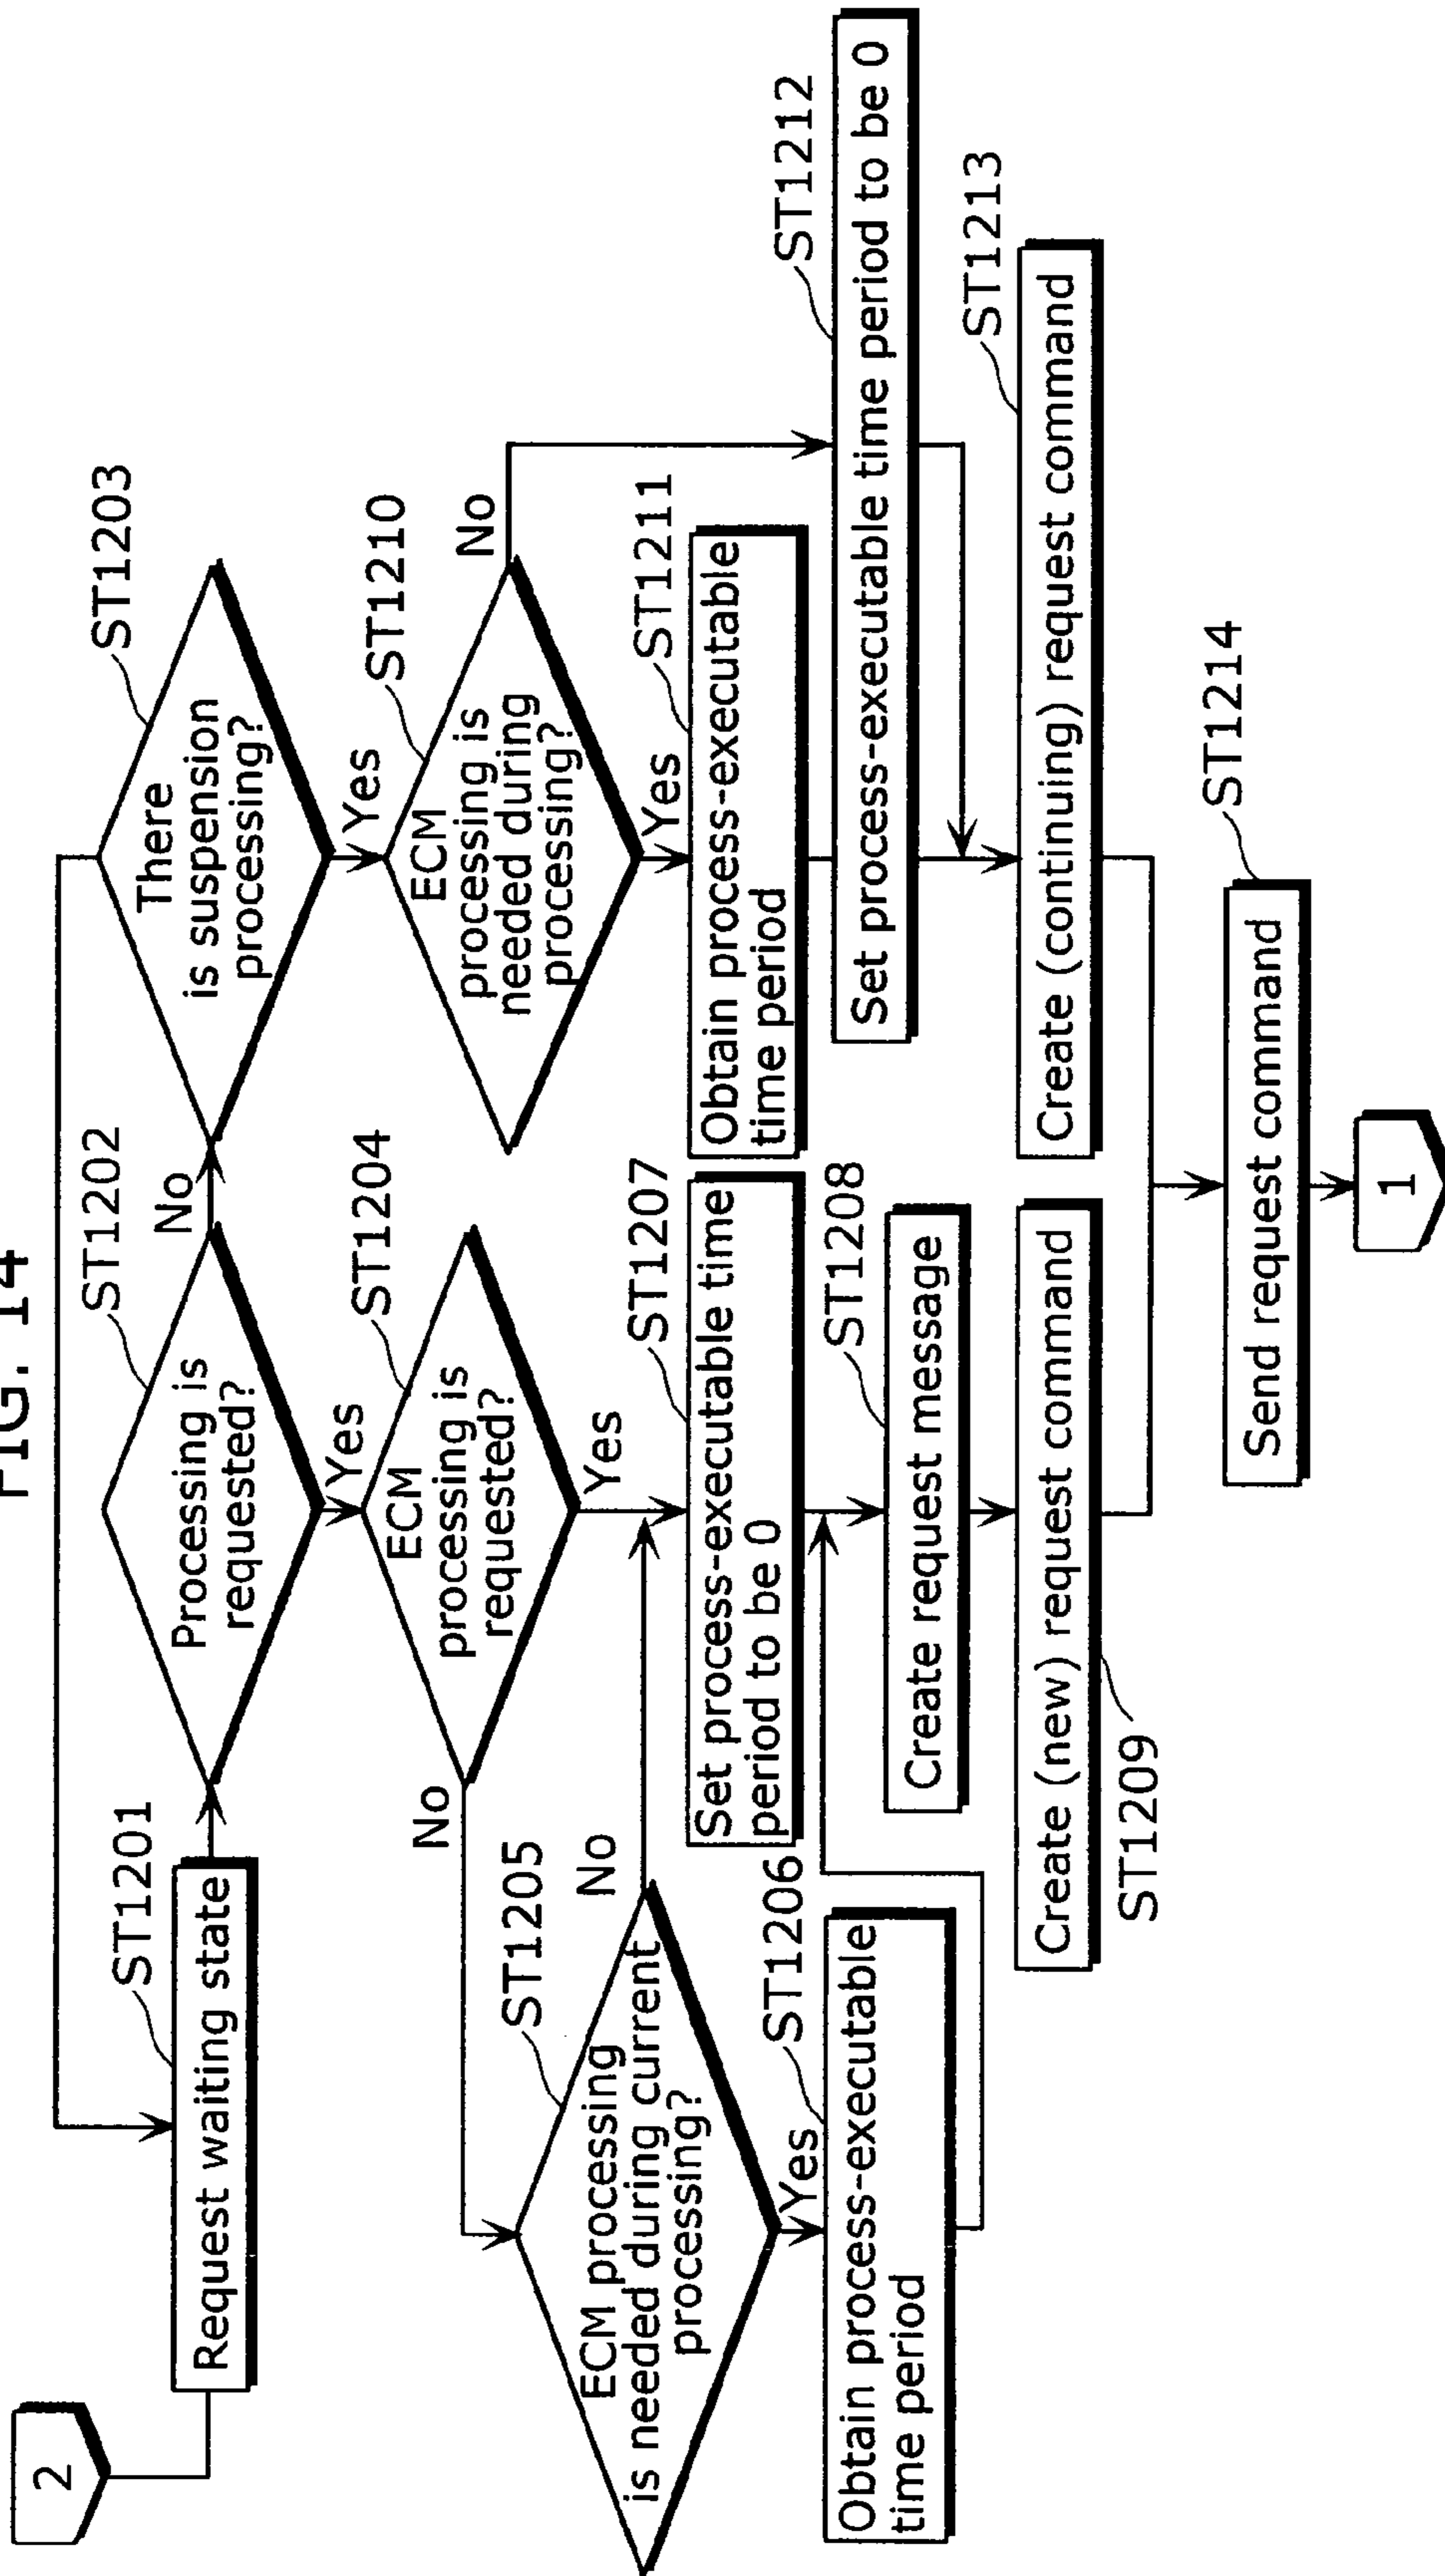 FIG. 14
2
ST1201
Request waiting state
ST1202
Processing is
requested?
No
Yes
ST1203
There
is suspension
processing?
Yes
ST1204
ECM
processing is
requested?
No
Yes
ST1210
ECM
processing is
needed during
processing?
No
Yes
ST1205
ECM processing
is needed during current
processing?
No
Yes
ST1206
Obtain process-executable
time period
ST1207
Set process-executable time
period to be 0
ST1211
Obtain process-executable
time period
ST1212
Set process-executable time period to be 0
ST1208
Create request message
ST1209
Create (new) request command
ST1213
Create (continuing) request command
ST1214
Send request command
1